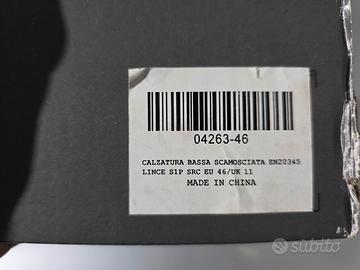 04263-46
CALZATURA BASSA SCAMOSCIATA EN20345
LINCE S1P SRC EU 46/UK 11
MADE IN CHINA
subito